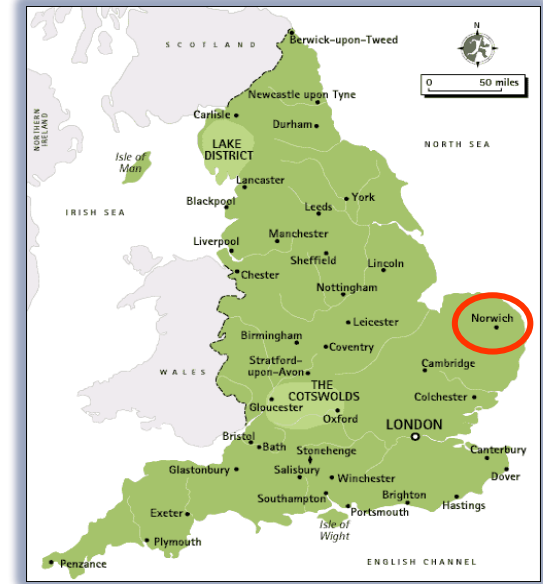 N
SCOTLAND
Berwick-upon-Tweed
0 50 miles
Newcastle upon Tyne
Carlisle
Durham
NORTHERN
IRELAND
LAKE
DISTRICT
NORTH SEA
Isle of
Man
Lancaster
Blackpool
York
Leeds
IRISH SEA
Manchester
Liverpool
Sheffield
Lincoln
Chester
Nottingham
Norwich
Leicester
Birmingham
Coventry
Stratford-
upon-Avon
Cambridge
WALES
THE
COTSWOLDS
Colchester
Gloucester
Oxford
LONDON
Bristol
Bath
Stonehenge
Canterbury
Glastonbury
Salisbury
Winchester
Dover
Southampton
Brighton
Hastings
Portsmouth
Exeter
Isle of
Wight
Plymouth
Penzance
ENGLISH CHANNEL